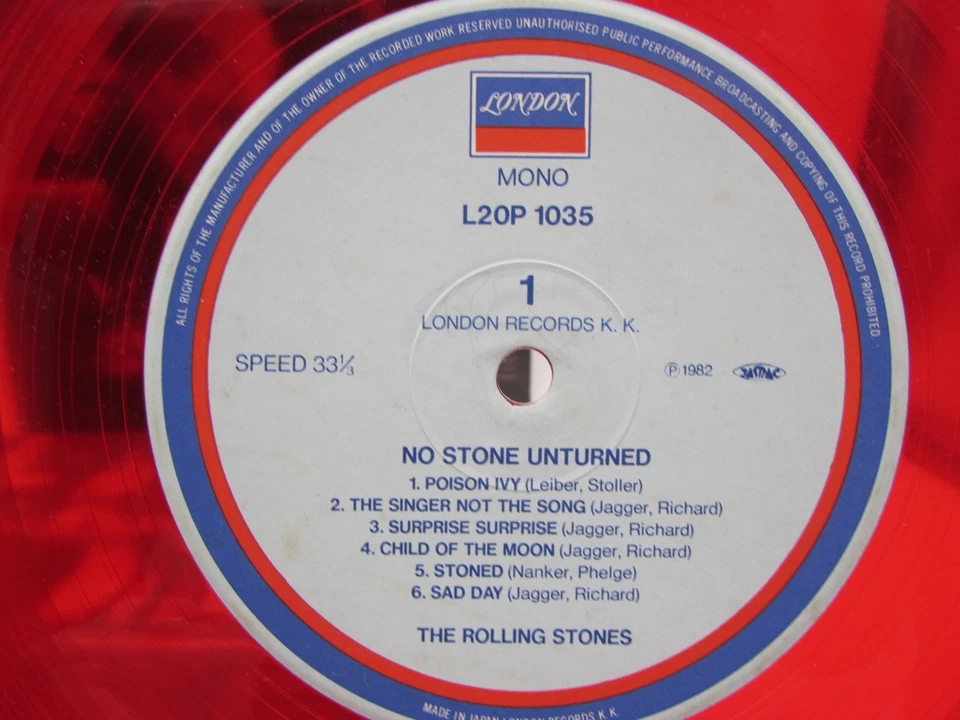 ALL RIGHTS OF THE MANUFACTURER AND OF THE OWNER OF THE RECORDED WORK RESERVED UNAUTHORISED PUBLIC PERFORMANCE BROADCASTING AND COPYING OF THIS RECORD PROHIBITED
LONDON
MONO
L20P 1035
1
LONDON RECORDS K. K.
SPEED 33⅓
Ⓟ1982
JASRAC
NO STONE UNTURNED
1. POISON IVY (Leiber, Stoller)
2. THE SINGER NOT THE SONG (Jagger, Richard)
3. SURPRISE SURPRISE (Jagger, Richard)
4. CHILD OF THE MOON (Jagger, Richard)
5. STONED (Nanker, Phelge)
6. SAD DAY (Jagger, Richard)
THE ROLLING STONES
MADE IN JAPAN LONDON RECORDS K. K.